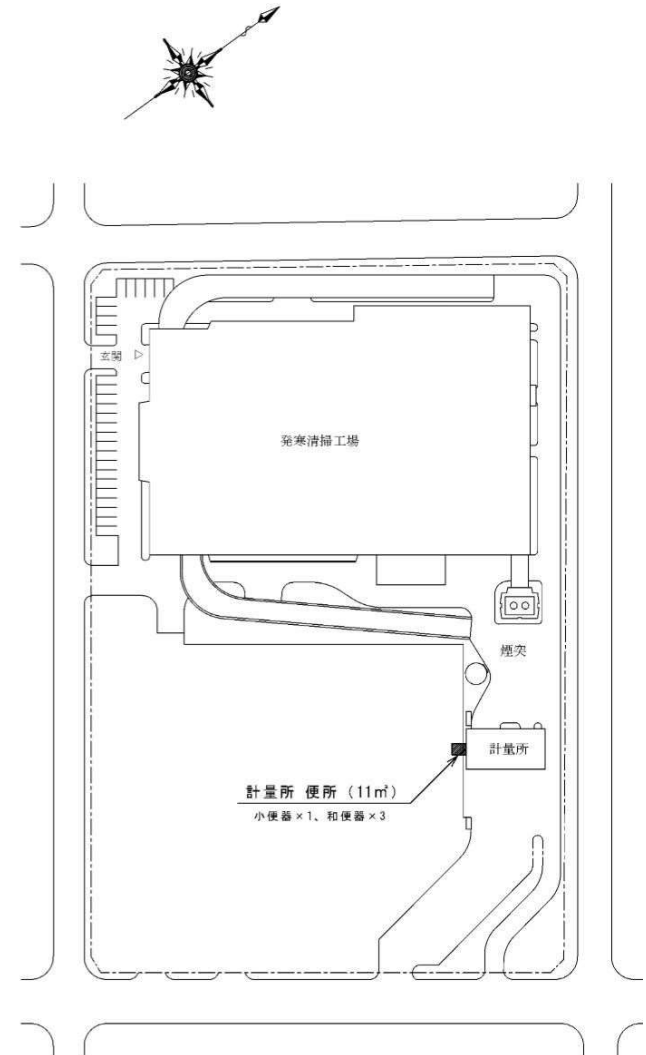 玄関
発寒清掃工場
煙突
計量所
計量所 便所 (11㎡)
小便器×1、和便器×3